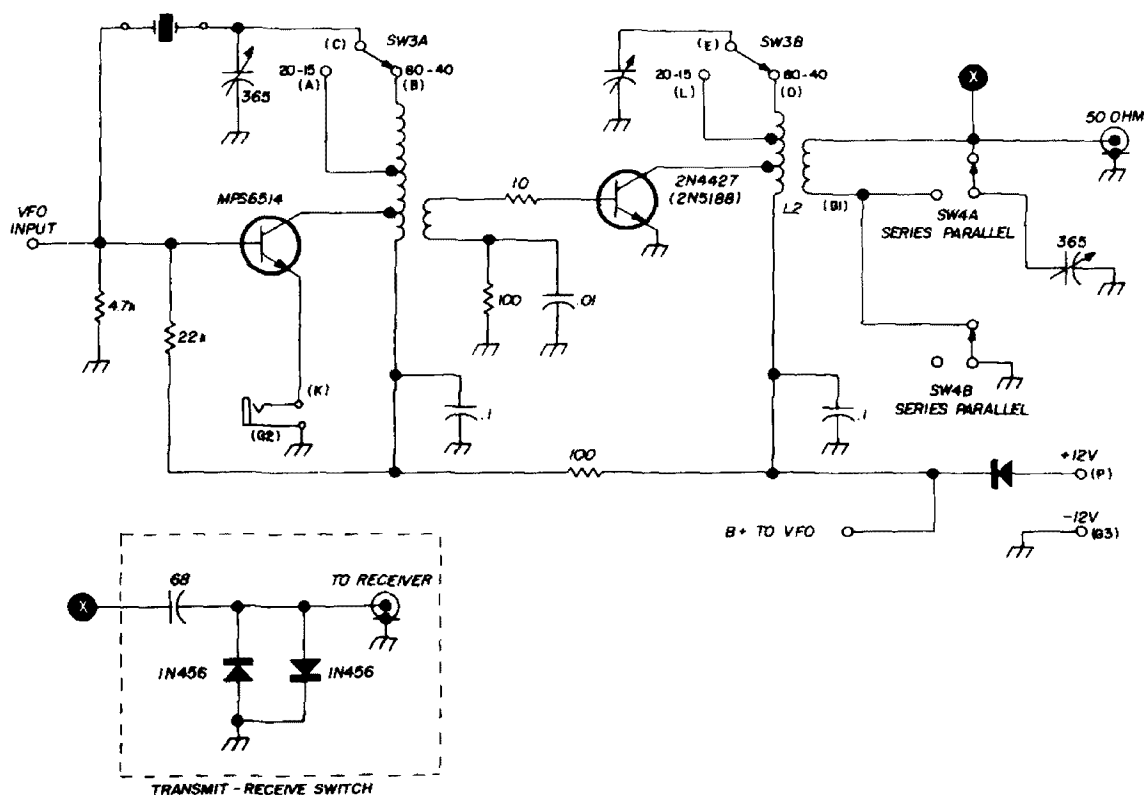 (C)
SW3A
20-15
(A)
80-40
(B)
365
(E)
SW3B
20-15
(L)
80-40
(D)
X
50 OHM
MPS6514
VFO
INPUT
10
2N4427
(2N5188)
L2
(G1)
SW4A
SERIES PARALLEL
365
4.7k
22k
100
.01
SW4B
SERIES PARALLEL
(K)
(G2)
.1
.1
100
+12V
(P)
B+ TO VFO
-12V
(G3)
X
68
TO RECEIVER
1N456
1N456
TRANSMIT - RECEIVE SWITCH